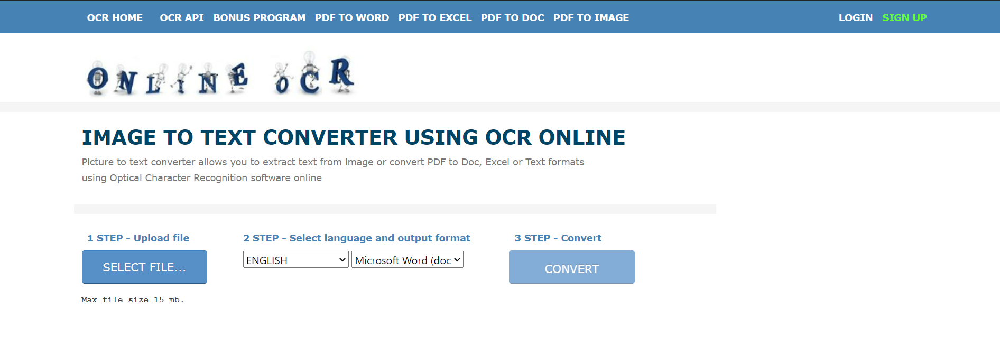 OCR HOME OCR API BONUS PROGRAM PDF TO WORD PDF TO EXCEL PDF TO DOC PDF TO IMAGE LOGIN SIGN UP
ONLINE OCR
IMAGE TO TEXT CONVERTER USING OCR ONLINE
Picture to text converter allows you to extract text from image or convert PDF to Doc, Excel or Text formats
using Optical Character Recognition software online
1 STEP - Upload file
SELECT FILE...
Max file size 15 mb.
2 STEP - Select language and output format
ENGLISH Microsoft Word (doc
3 STEP - Convert
CONVERT